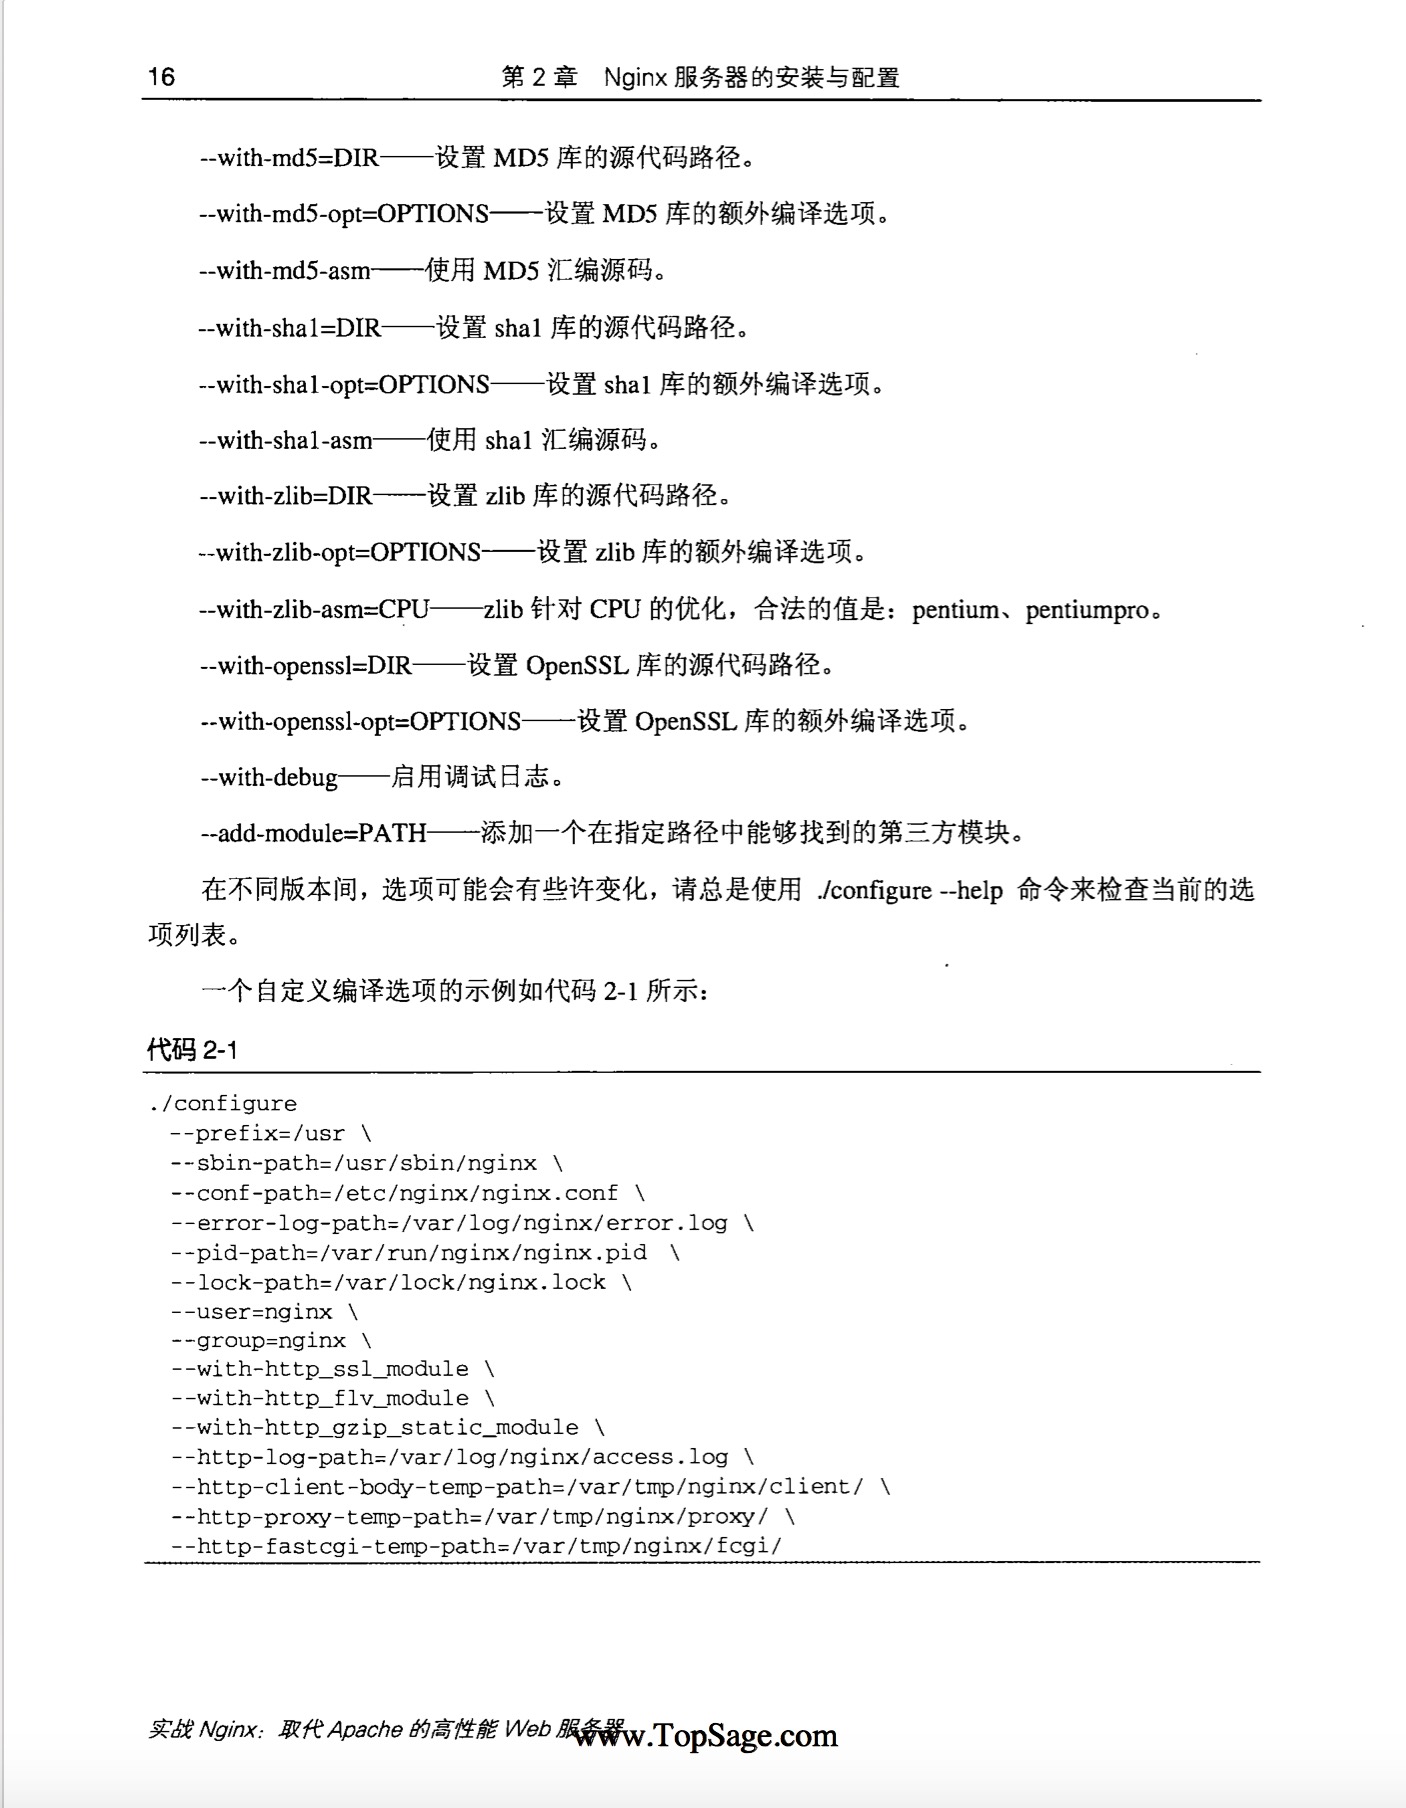 16
第 2 章 Nginx 服务器的安装与配置
--with-md5=DIR——设置 MD5 库的源代码路径。
--with-md5-opt=OPTIONS——设置 MD5 库的额外编译选项。
--with-md5-asm——使用 MD5 汇编源码。
--with-sha1=DIR——设置 sha1 库的源代码路径。
--with-sha1-opt=OPTIONS——设置 sha1 库的额外编译选项。
--with-sha1-asm——使用 sha1 汇编源码。
--with-zlib=DIR——设置 zlib 库的源代码路径。
--with-zlib-opt=OPTIONS——设置 zlib 库的额外编译选项。
--with-zlib-asm=CPU——zlib 针对 CPU 的优化，合法的值是：pentium、pentiumpro。
--with-openssl=DIR——设置 OpenSSL 库的源代码路径。
--with-openssl-opt=OPTIONS——设置 OpenSSL 库的额外编译选项。
--with-debug——启用调试日志。
--add-module=PATH——添加一个在指定路径中能够找到的第三方模块。
在不同版本间，选项可能会有些许变化，请总是使用 ./configure --help 命令来检查当前的选
项列表。
一个自定义编译选项的示例如代码 2-1 所示：
代码 2-1
./configure
--prefix=/usr \
--sbin-path=/usr/sbin/nginx \
--conf-path=/etc/nginx/nginx.conf \
--error-log-path=/var/log/nginx/error.log \
--pid-path=/var/run/nginx/nginx.pid \
--lock-path=/var/lock/nginx.lock \
--user=nginx \
--group=nginx \
--with-http_ssl_module \
--with-http_flv_module \
--with-http_gzip_static_module \
--http-log-path=/var/log/nginx/access.log \
--http-client-body-temp-path=/var/tmp/nginx/client/ \
--http-proxy-temp-path=/var/tmp/nginx/proxy/ \
--http-fastcgi-temp-path=/var/tmp/nginx/fcgi/
实战 Nginx：取代 Apache 的高性能 Web 服务器
www.TopSage.com